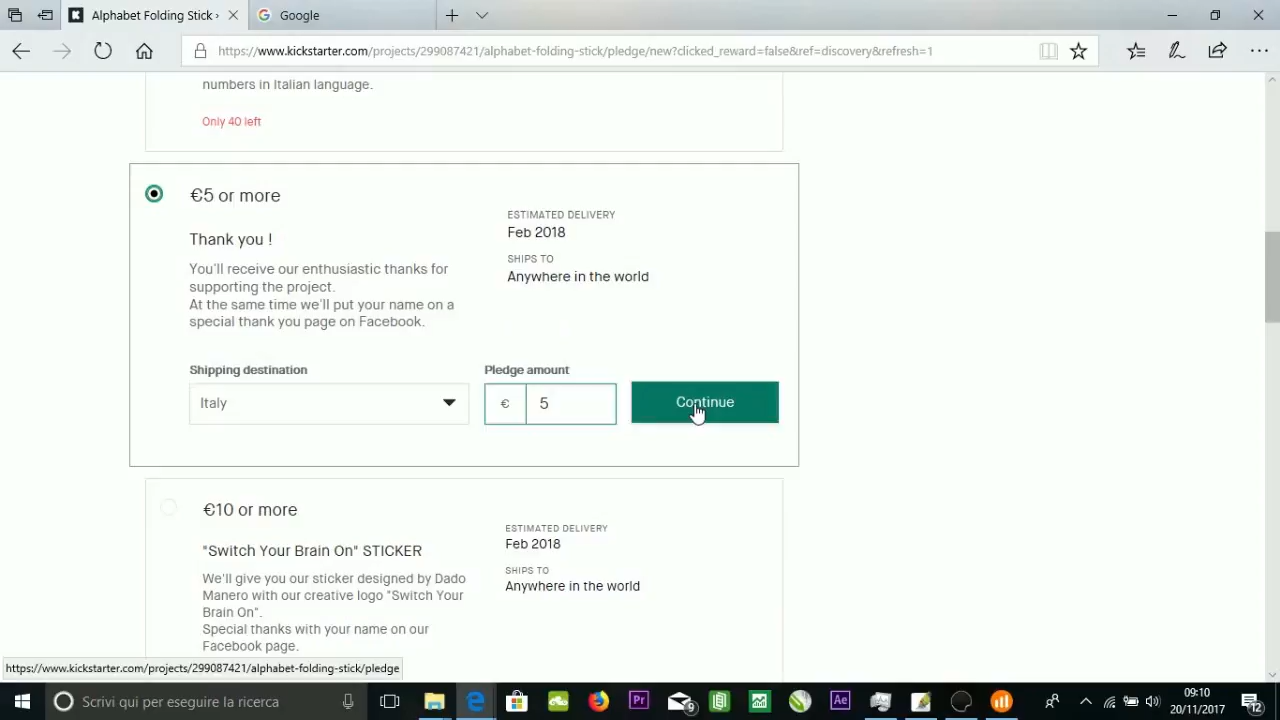 Alphabet Folding Stick
Google
https://www.kickstarter.com/projects/299087421/alphabet-folding-stick/pledge/new?clicked_reward=false&ref=discovery&refresh=1
numbers in Italian language.
Only 40 left
€5 or more
ESTIMATED DELIVERY
Feb 2018
Thank you !
SHIPS TO
Anywhere in the world
You'll receive our enthusiastic thanks for
supporting the project.
At the same time we'll put your name on a
special thank you page on Facebook.
Shipping destination
Pledge amount
Italy
€ 5
Continue
€10 or more
ESTIMATED DELIVERY
Feb 2018
"Switch Your Brain On" STICKER
SHIPS TO
Anywhere in the world
We'll give you our sticker designed by Dado
Manero with our creative logo "Switch Your
Brain On".
Special thanks with your name on our
Facebook page.
https://www.kickstarter.com/projects/299087421/alphabet-folding-stick/pledge
Scrivi qui per eseguire la ricerca
Pr
9
Ae
09:10
20/11/2017
12